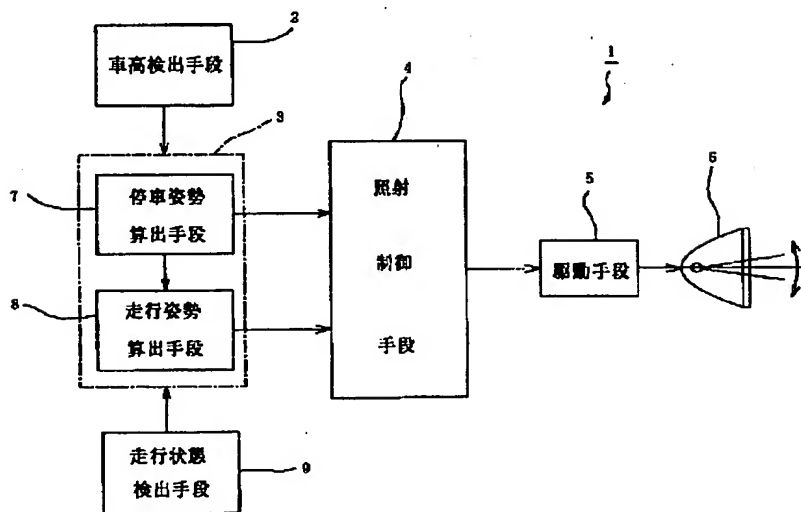 2
車高検出手段
1
4
3
5
6
7
停車姿勢
算出手段
照射
制御
手段
駆動手段
8
走行姿勢
算出手段
走行状態
検出手段
9